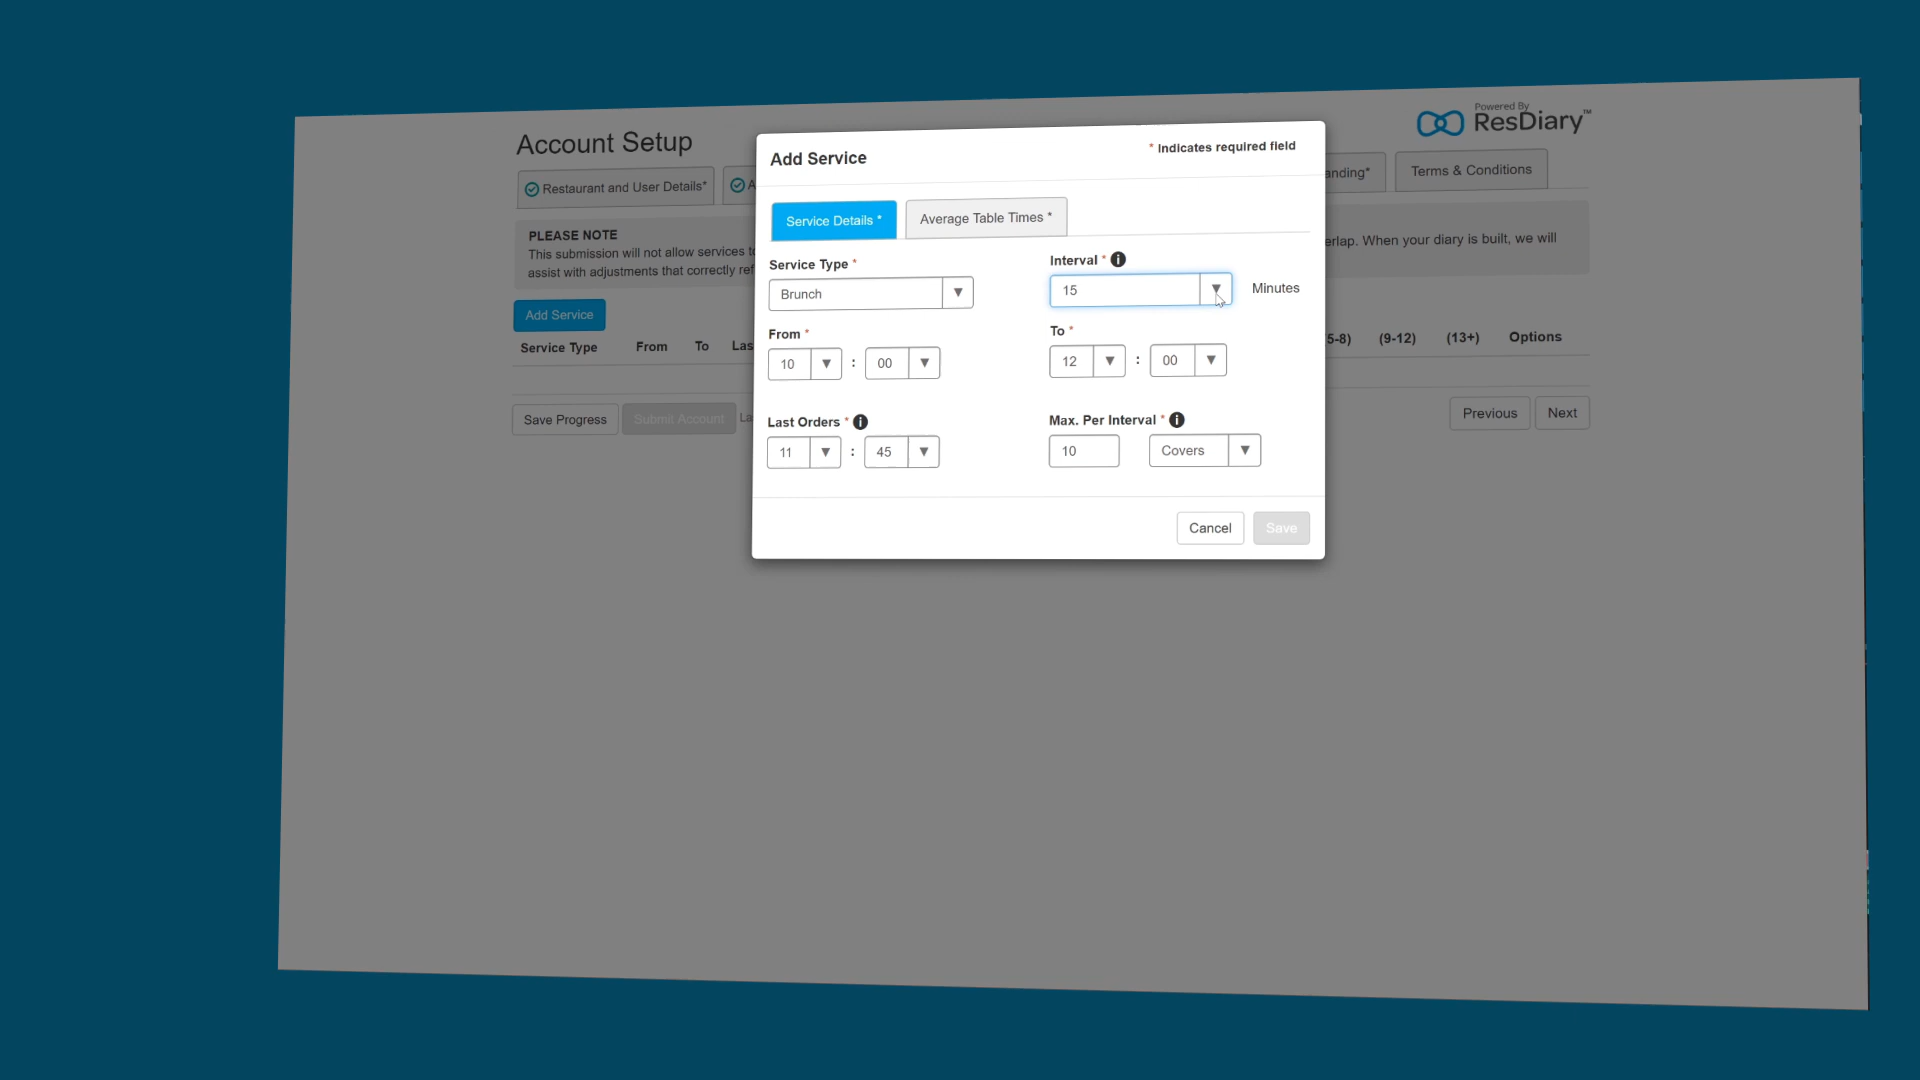 Account Setup
Powered By
ResDiary™
Restaurant and User Details*
A
anding*
Terms & Conditions
PLEASE NOTE
This submission will not allow services to
erlap. When your diary is built, we will
assist with adjustments that correctly ref
Add Service
Service Type From To Las
5-8) (9-12) (13+) Options
Save Progress Submit Account La
Previous Next
Add Service
* Indicates required field
Service Details * Average Table Times *
Service Type * Interval *
Brunch 15 Minutes
From * To *
10 : 00 12 : 00
Last Orders * Max. Per Interval *
11 : 45 10 Covers
Cancel Save